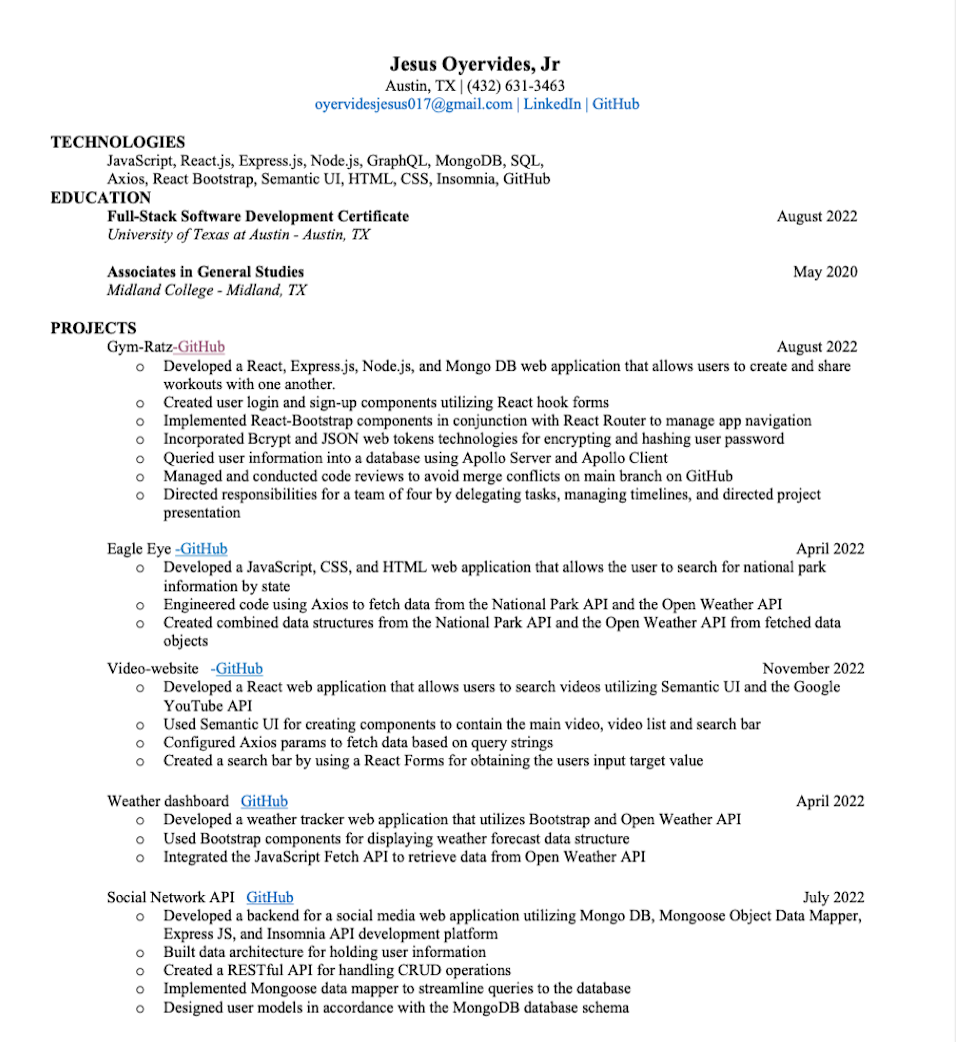 Jesus Oyervides, Jr
Austin, TX | (432) 631-3463
oyervidesjesus017@gmail.com | LinkedIn | GitHub
TECHNOLOGIES
JavaScript, React.js, Express.js, Node.js, GraphQL, MongoDB, SQL,
Axios, React Bootstrap, Semantic UI, HTML, CSS, Insomnia, GitHub
EDUCATION
Full-Stack Software Development Certificate August 2022
University of Texas at Austin - Austin, TX
Associates in General Studies May 2020
Midland College - Midland, TX
PROJECTS
Gym-Ratz-GitHub August 2022
o Developed a React, Express.js, Node.js, and Mongo DB web application that allows users to create and share
workouts with one another.
o Created user login and sign-up components utilizing React hook forms
o Implemented React-Bootstrap components in conjunction with React Router to manage app navigation
o Incorporated Bcrypt and JSON web tokens technologies for encrypting and hashing user password
o Queried user information into a database using Apollo Server and Apollo Client
o Managed and conducted code reviews to avoid merge conflicts on main branch on GitHub
o Directed responsibilities for a team of four by delegating tasks, managing timelines, and directed project
presentation
Eagle Eye -GitHub April 2022
o Developed a JavaScript, CSS, and HTML web application that allows the user to search for national park
information by state
o Engineered code using Axios to fetch data from the National Park API and the Open Weather API
o Created combined data structures from the National Park API and the Open Weather API from fetched data
objects
Video-website -GitHub November 2022
o Developed a React web application that allows users to search videos utilizing Semantic UI and the Google
YouTube API
o Used Semantic UI for creating components to contain the main video, video list and search bar
o Configured Axios params to fetch data based on query strings
o Created a search bar by using a React Forms for obtaining the users input target value
Weather dashboard GitHub April 2022
o Developed a weather tracker web application that utilizes Bootstrap and Open Weather API
o Used Bootstrap components for displaying weather forecast data structure
o Integrated the JavaScript Fetch API to retrieve data from Open Weather API
Social Network API GitHub July 2022
o Developed a backend for a social media web application utilizing Mongo DB, Mongoose Object Data Mapper,
Express JS, and Insomnia API development platform
o Built data architecture for holding user information
o Created a RESTful API for handling CRUD operations
o Implemented Mongoose data mapper to streamline queries to the database
o Designed user models in accordance with the MongoDB database schema